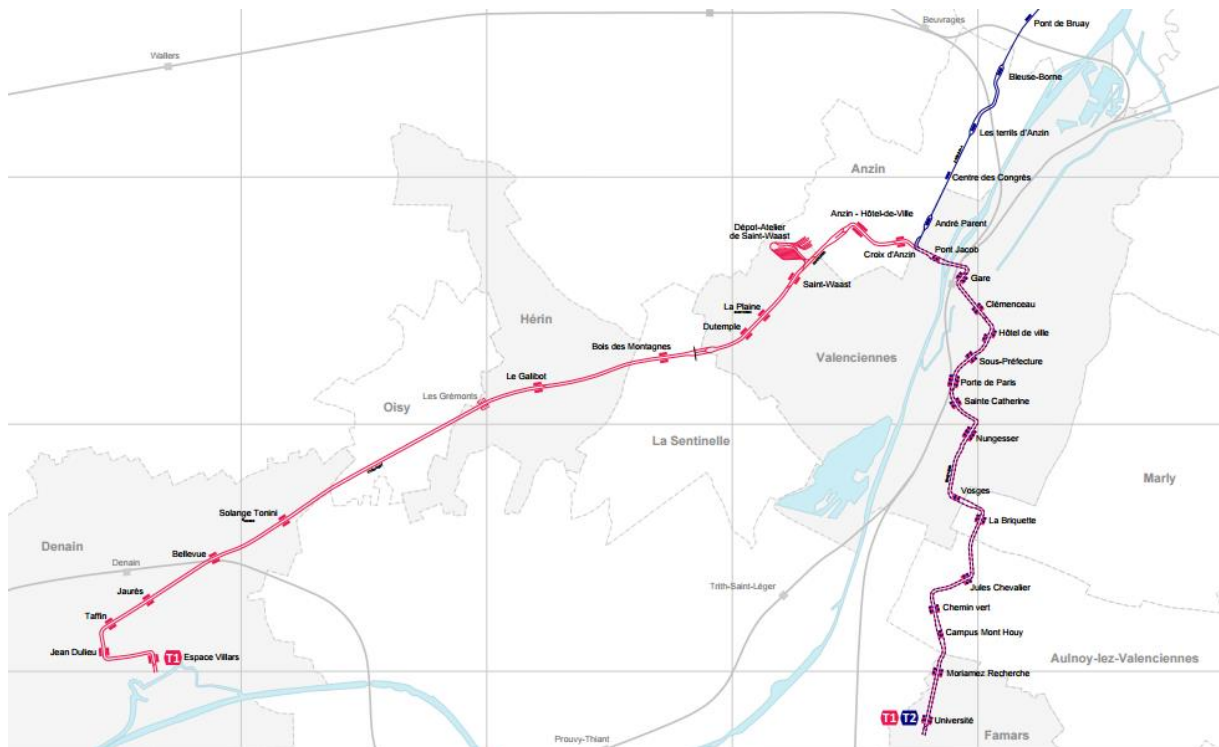 Pont de Bruay
Beuvrages
Wallers
Bleuse-Borne
Les terrils d'Anzin
Anzin
Centre des Congrès
Anzin - Hôtel-de-Ville
André Parent
Dépot-Atelier
de Saint-Waast
Croix d'Anzin
Pont Jacob
Gare
Saint-Waast
La Plaine
Clémenceau
Hérin
Dutemple
Hôtel de ville
Bois des Montagnes
Valenciennes
Sous-Préfecture
Le Galibot
Porte de Paris
Les Grémonts
Sainte Catherine
Oisy
La Sentinelle
Nungesser
Marly
Vosges
Solange Tonini
La Briquette
Denain
Bellevue
Denain
Trith-Saint-Léger
Jules Chevalier
Jaurès
Chemin vert
Taffin
Campus Mont Houy
Jean Dulieu
T1 Espace Villars
Aulnoy-lez-Valenciennes
Moriamez Recherche
T1 T2 Université
Famars
Prouvy-Thiant